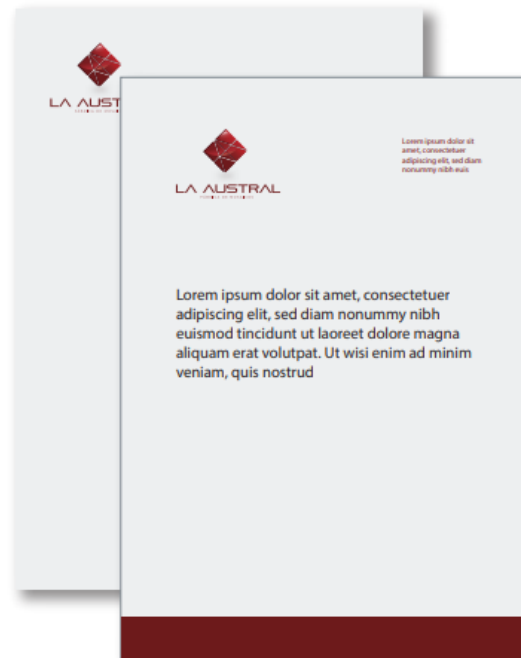 LA AUST
LA AUSTRAL
Lorem ipsum dolor sit
amet, consectetuer
adipiscing elit, sed diam
nonummy nibh euis
Lorem ipsum dolor sit amet, consectetuer
adipiscing elit, sed diam nonummy nibh
euismod tincidunt ut laoreet dolore magna
aliquam erat volutpat. Ut wisi enim ad minim
veniam, quis nostrud